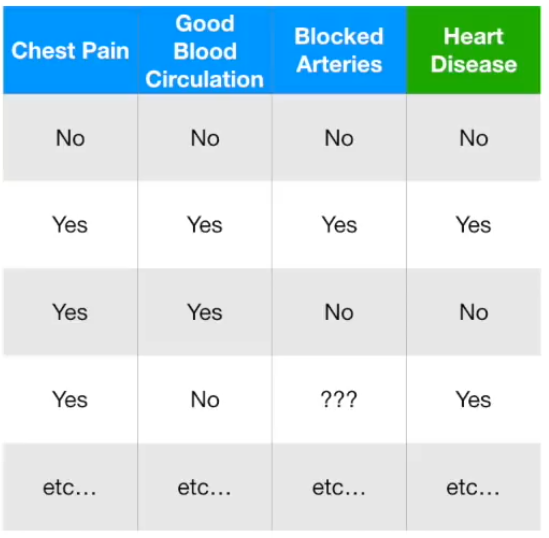 Chest Pain Good Blood Circulation Blocked Arteries Heart Disease
No No No No
Yes Yes Yes Yes
Yes Yes No No
Yes No ??? Yes
etc... etc... etc... etc...